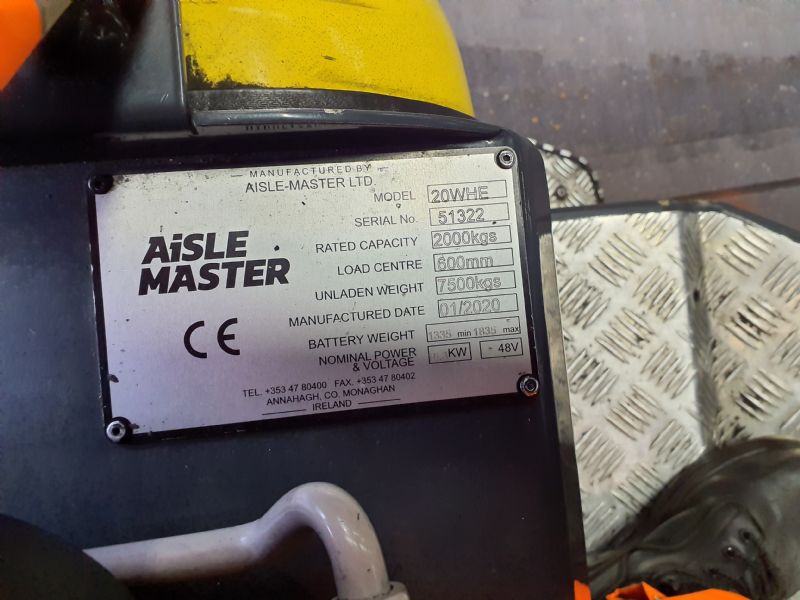 MANUFACTURED BY
AISLE-MASTER LTD.
AiSLE
MASTER
CE
MODEL 20WHE
SERIAL No. 51322
RATED CAPACITY 2000kgs
LOAD CENTRE 600mm
UNLADEN WEIGHT 7500kgs
MANUFACTURED DATE 01/2020
BATTERY WEIGHT 1335 min 1835 max
NOMINAL POWER
& VOLTAGE KW 48V
TEL. +353 47 80400 FAX. +353 47 80402
ANNAHAGH, CO. MONAGHAN
IRELAND